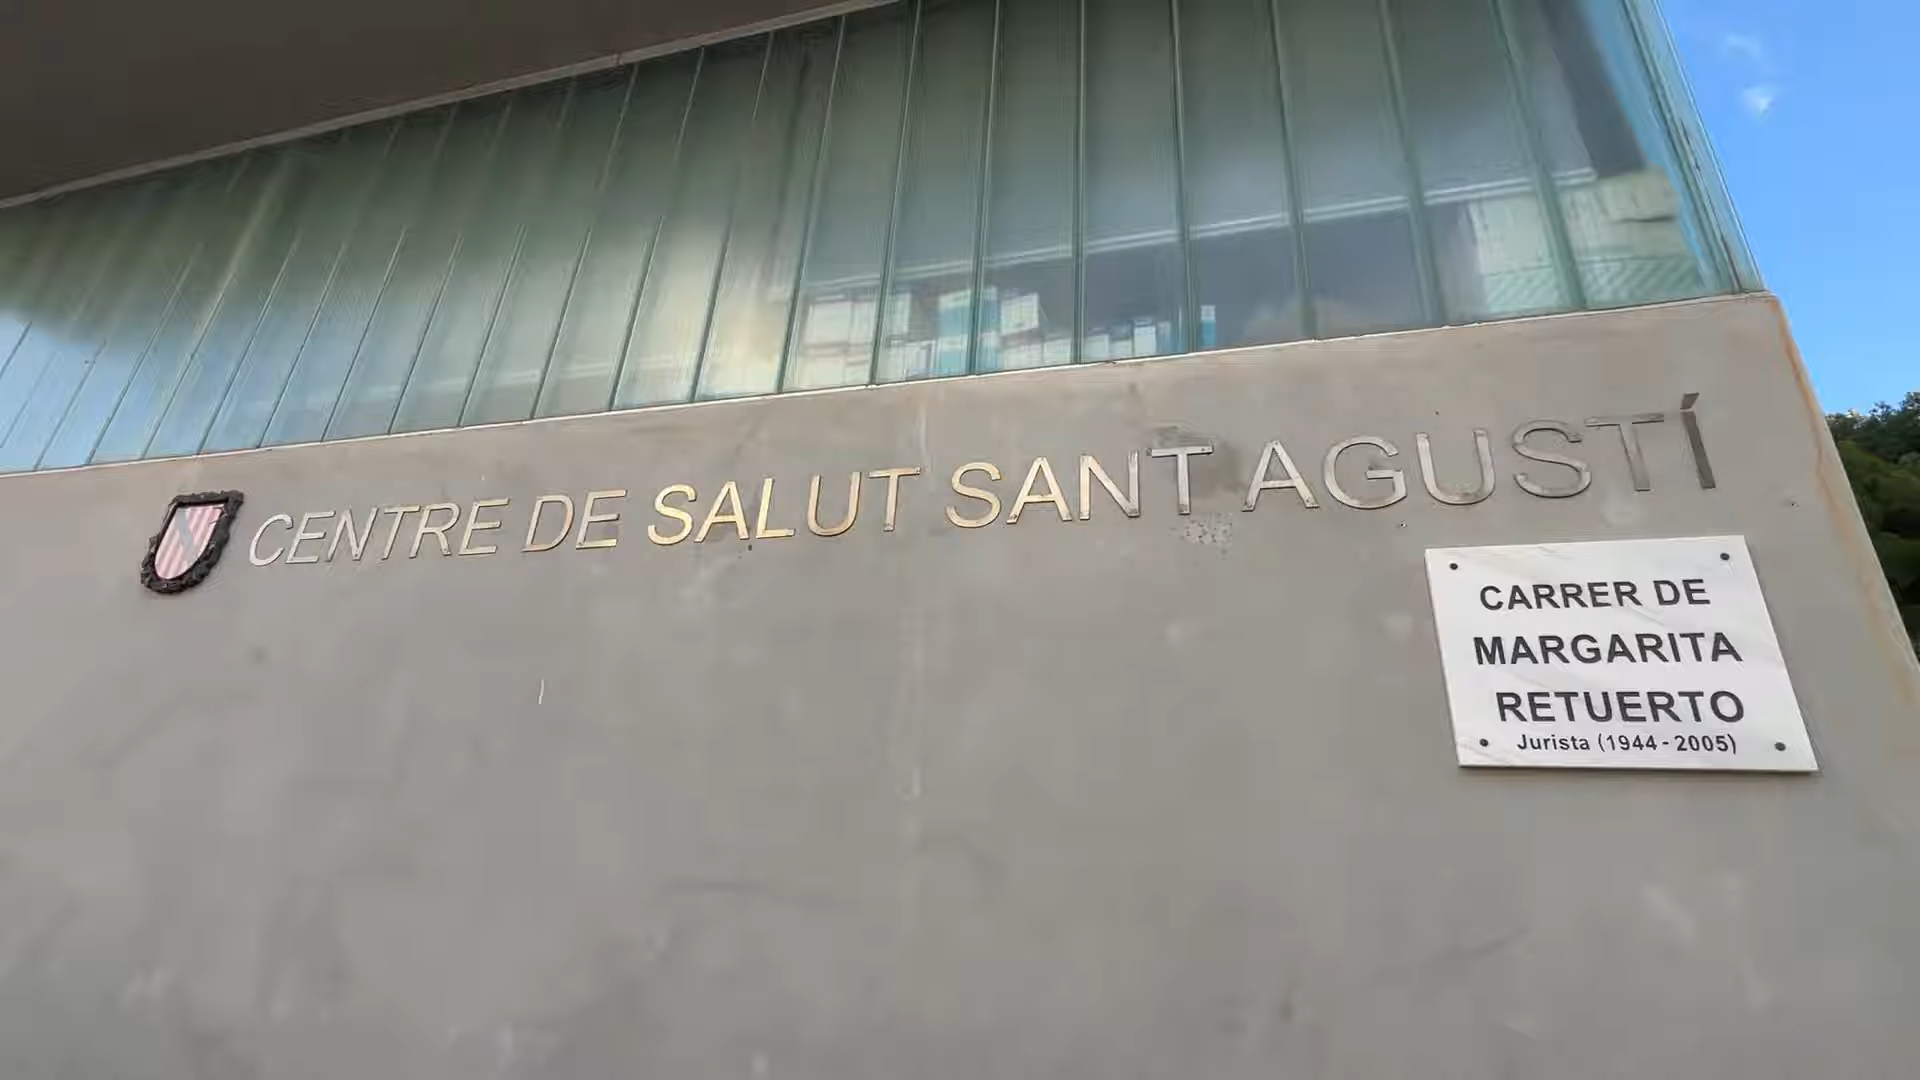 CENTRE DE SALUT SANT AGUSTÍ
CARRER DE
MARGARITA
RETUERTO
Jurista (1944 - 2005)